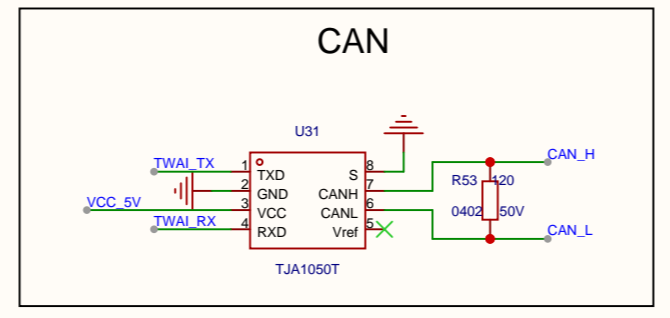 CAN
U31
TWAI_TX 1 TXD S 8
2 GND CANH 7
VCC_5V 3 VCC CANL 6
TWAI_RX 4 RXD Vref 5
TJA1050T
CAN_H
R53 120
0402 50V
CAN_L